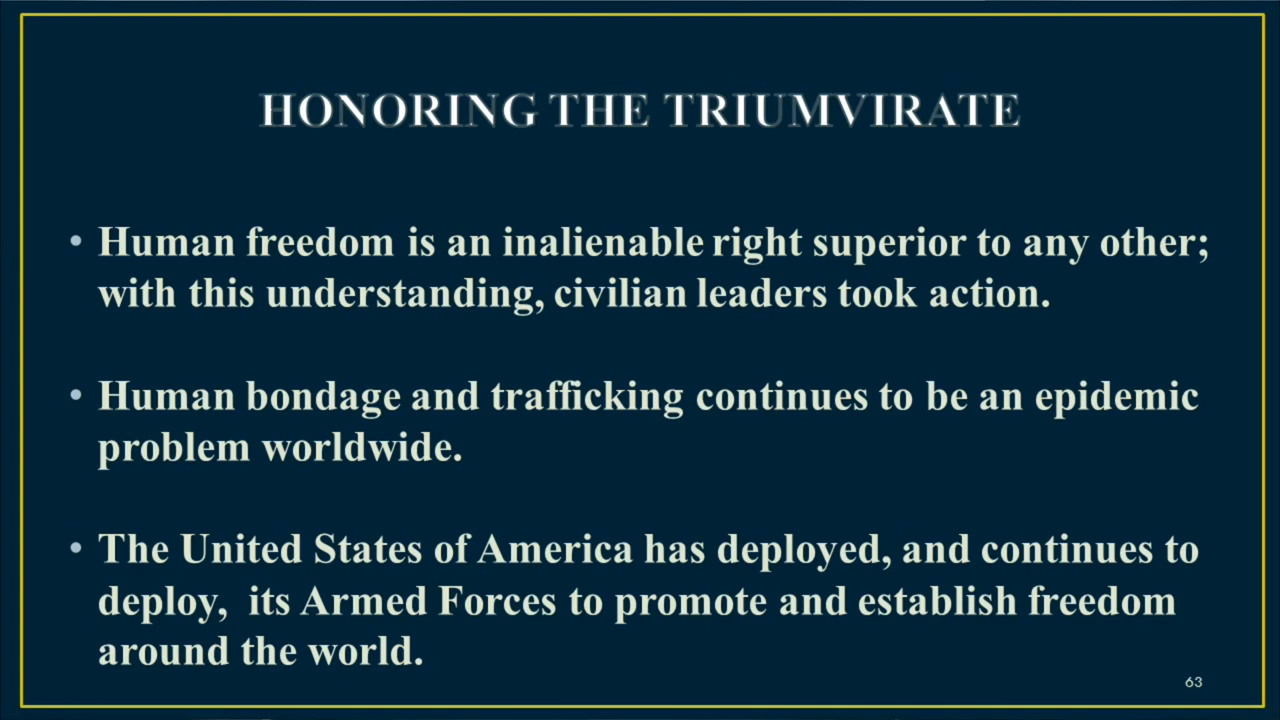 HONORING THE TRIUMVIRATE
• Human freedom is an inalienable right superior to any other;
with this understanding, civilian leaders took action.
• Human bondage and trafficking continues to be an epidemic
problem worldwide.
• The United States of America has deployed, and continues to
deploy,  its Armed Forces to promote and establish freedom
around the world.
63